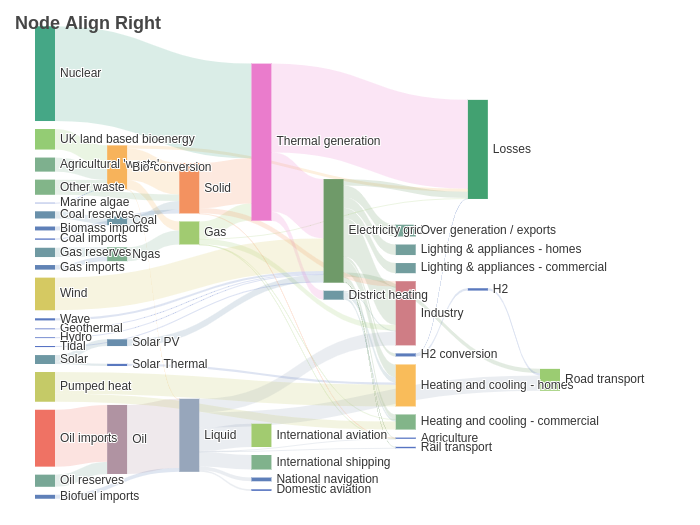 Node Align Right
Nuclear
UK land based bioenergy
Agricultural 'waste'
Other waste
Marine algae
Coal reserves
Biomass imports
Coal imports
Gas reserves
Gas imports
Wind
Wave
Geothermal
Hydro
Tidal
Solar
Pumped heat
Oil imports
Oil reserves
Biofuel imports
Bio-conversion
Coal
Ngas
Solar PV
Solar Thermal
Oil
Solid
Gas
Liquid
Thermal generation
International aviation
International shipping
National navigation
Domestic aviation
Electricity grid
District heating
Over generation / exports
Lighting & appliances - homes
Lighting & appliances - commercial
Industry
H2 conversion
Heating and cooling - homes
Heating and cooling - commercial
Agriculture
Rail transport
Losses
H2
Road transport